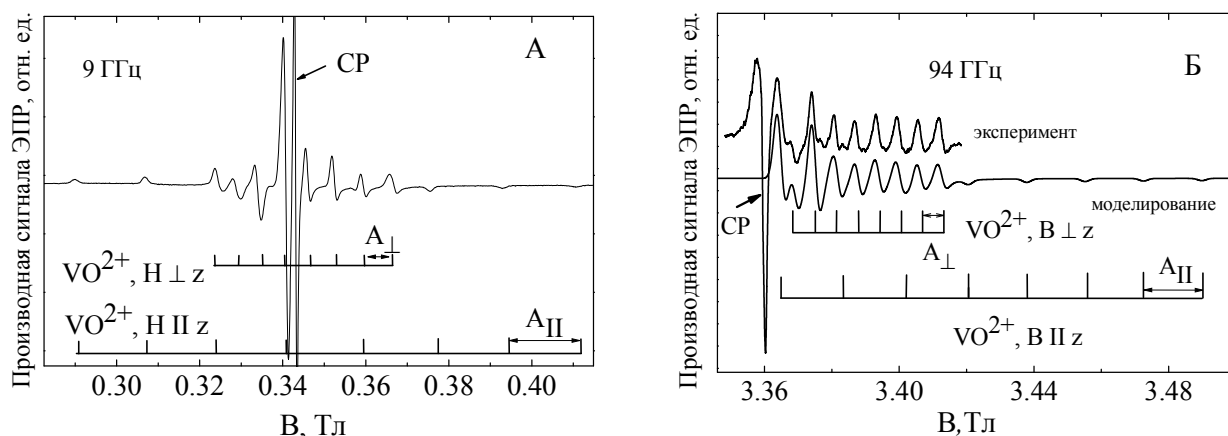 Производная сигнала ЭПР, отн. ед.
9 ГГц
А
СР
A⊥
VO2+, H ⊥ z
VO2+, H II z
AII
0.30 0.32 0.34 0.36 0.38 0.40
В, Тл
Производная сигнала ЭПР, отн. ед.
94 ГГц
Б
эксперимент
моделирование
СР
VO2+, B ⊥ z
A⊥
AII
VO2+, B II z
3.36 3.40 3.44 3.48
В,Тл